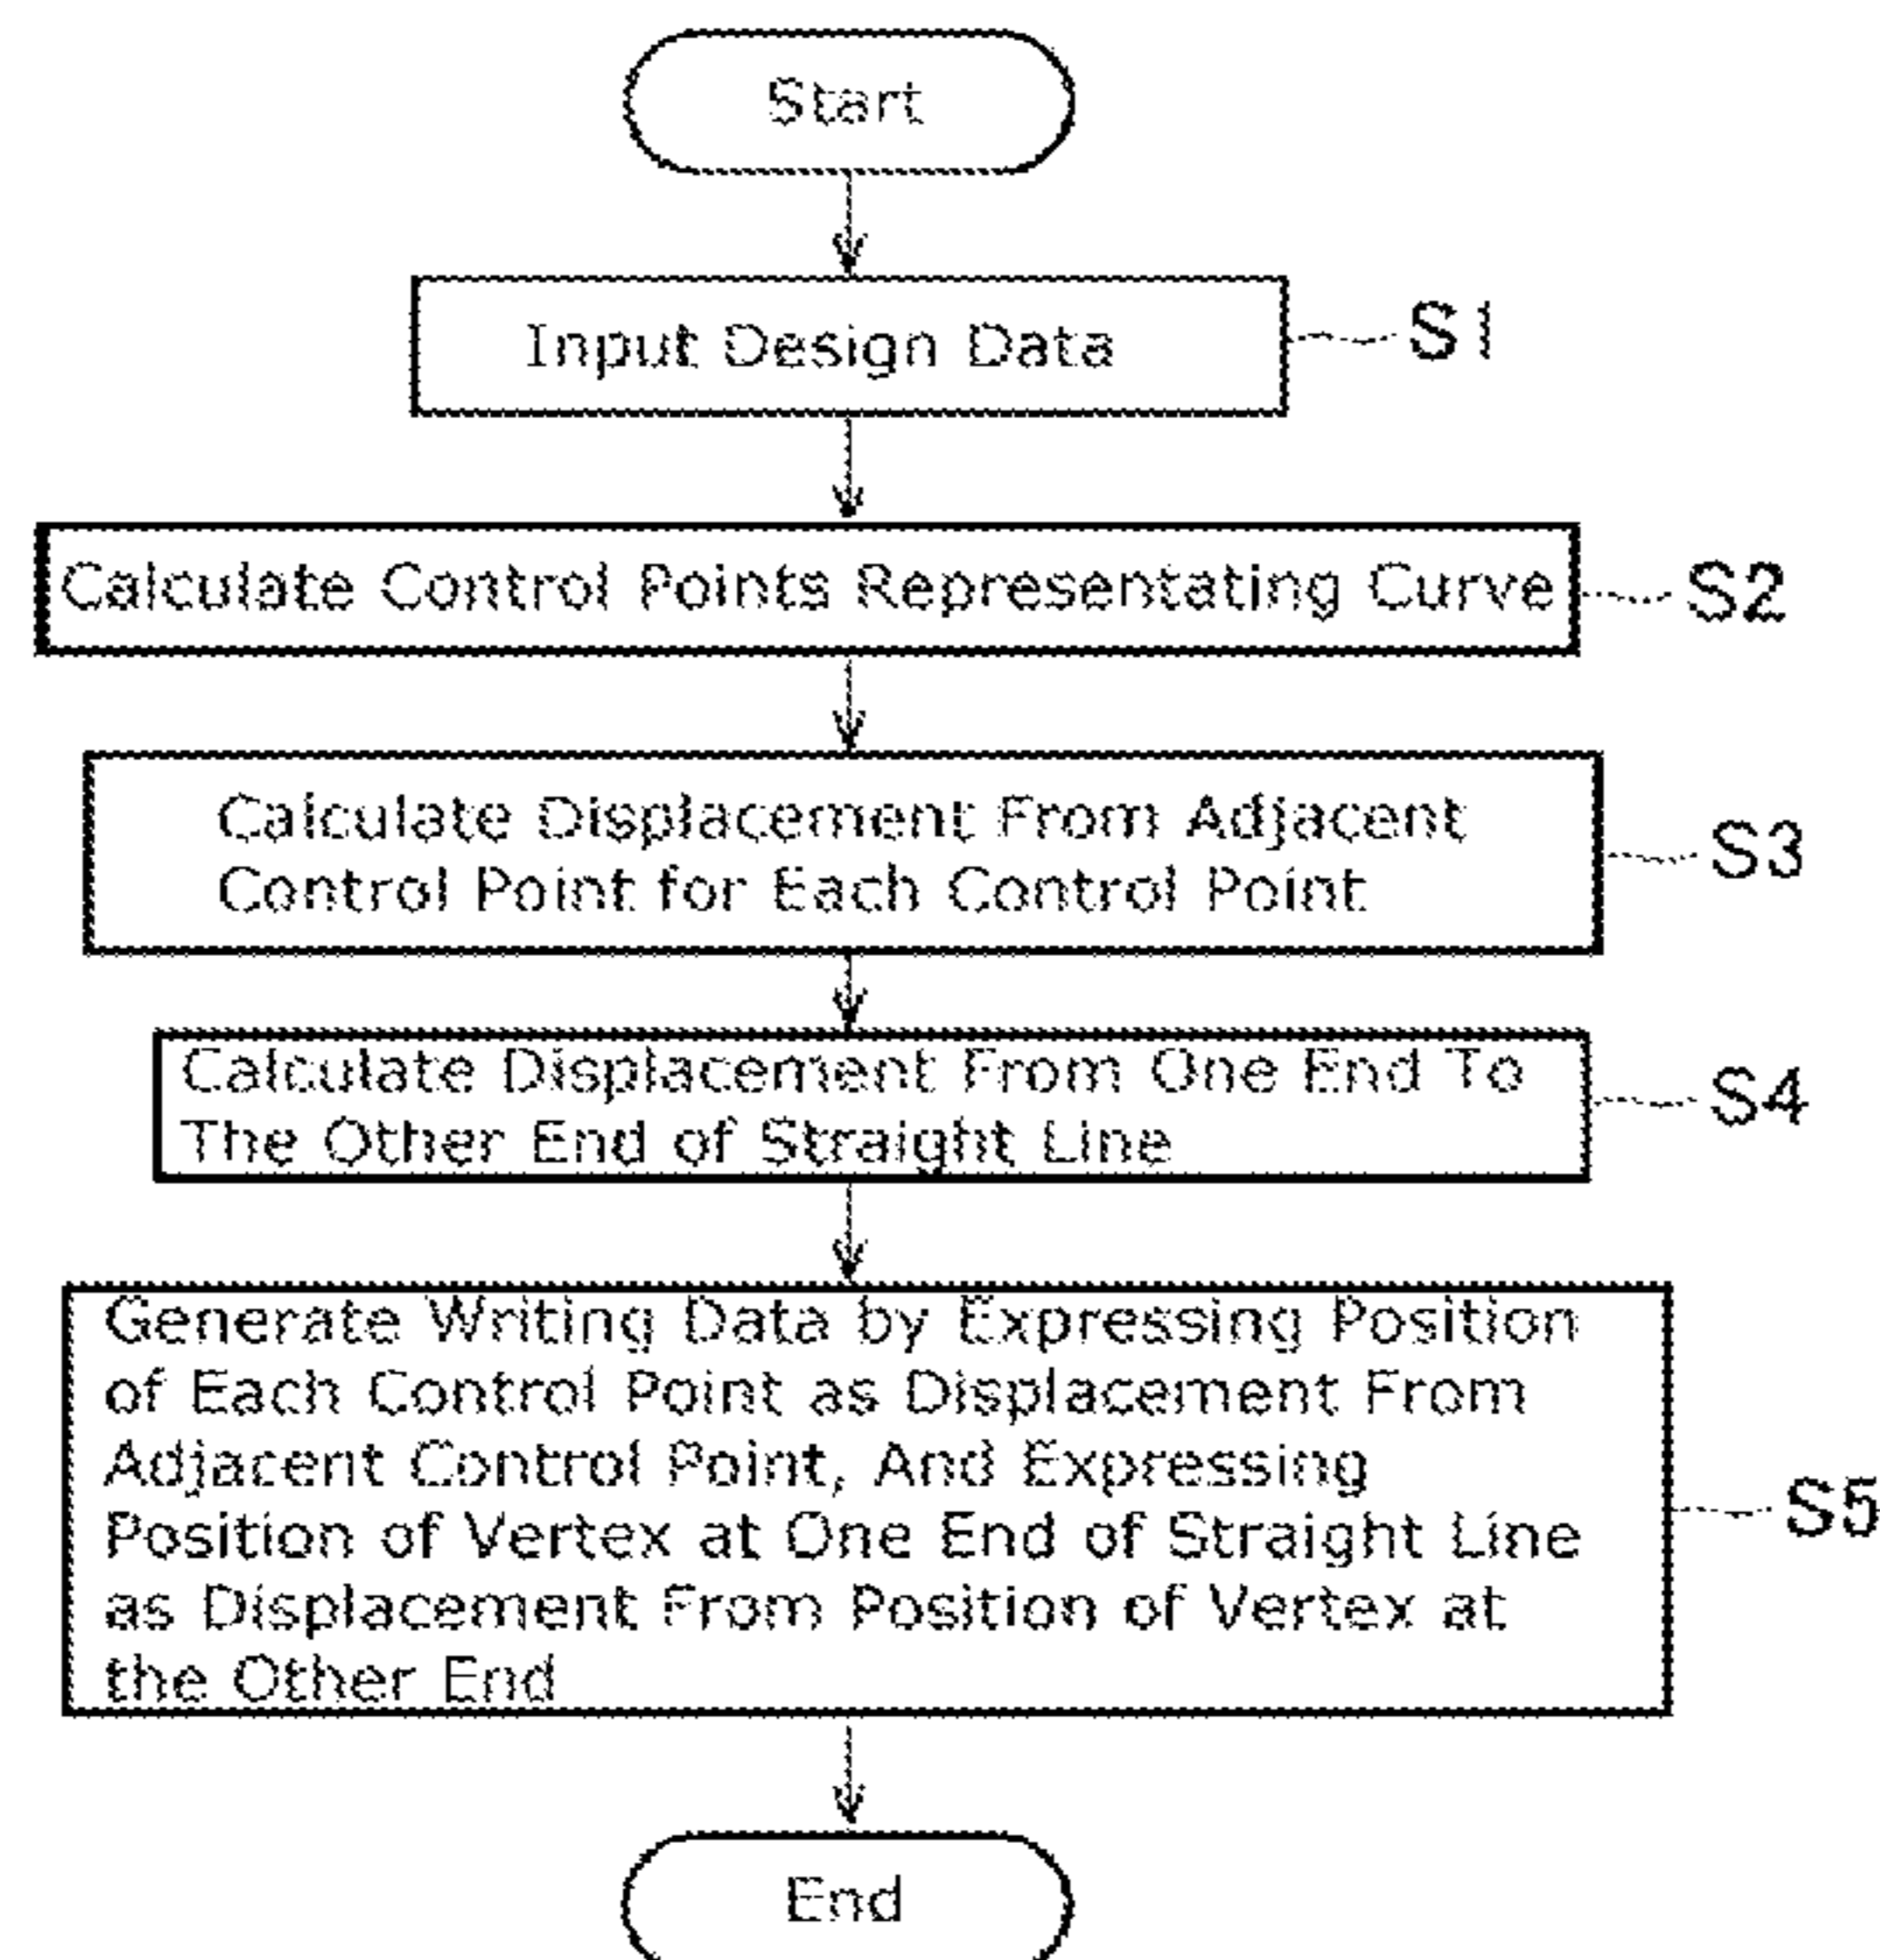 Start
Input Design Data
S1
Calculate Control Points Representating Curve
S2
Calculate Displacement From Adjacent
Control Point for Each Control Point
S3
Calculate Displacement From One End To
The Other End of Straight Line
S4
Generate Writing Data by Expressing Position
of Each Control Point as Displacement From
Adjacent Control Point, And Expressing
Position of Vertex at One End of Straight Line
as Displacement From Position of Vertex at
the Other End
S5
End